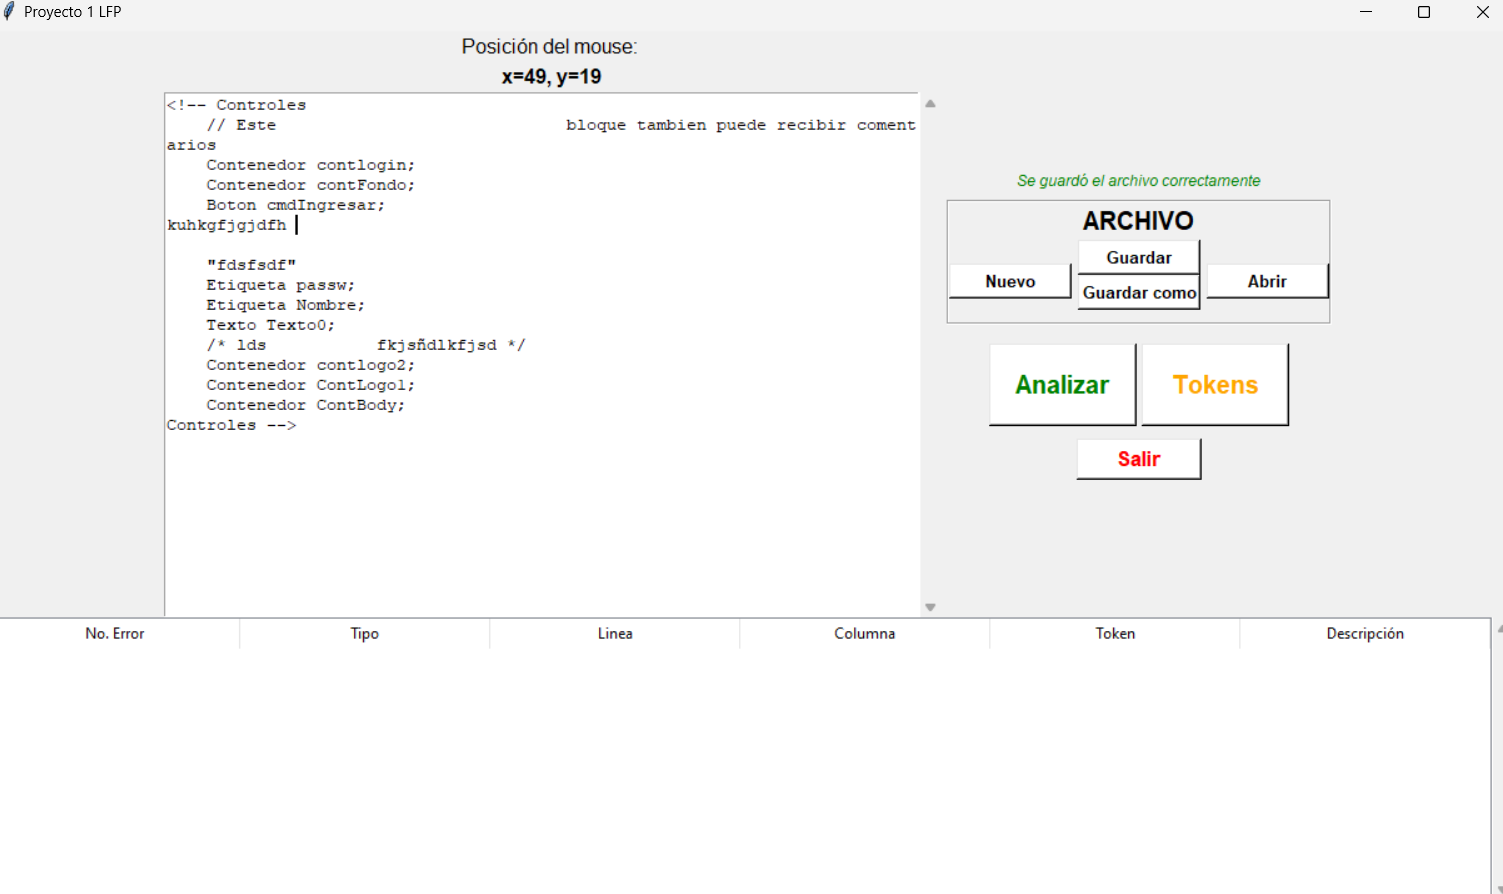 Proyecto 1 LFP
Posición del mouse:
x=49, y=19
<!-- Controles
    // Este                             bloque tambien puede recibir coment
arios
    Contenedor contlogin;
    Contenedor contFondo;
    Boton cmdIngresar;
kuhkgfjgjdfh
    "fdsfsdf"
    Etiqueta passw;
    Etiqueta Nombre;
    Texto Texto0;
    /* lds           fkjsñdlkfjsd */
    Contenedor contlogo2;
    Contenedor ContLogo1;
    Contenedor ContBody;
Controles -->
Se guardó el archivo correctamente
ARCHIVO
Nuevo
Guardar
Guardar como
Abrir
Analizar
Tokens
Salir
No. Error Tipo Linea Columna Token Descripción